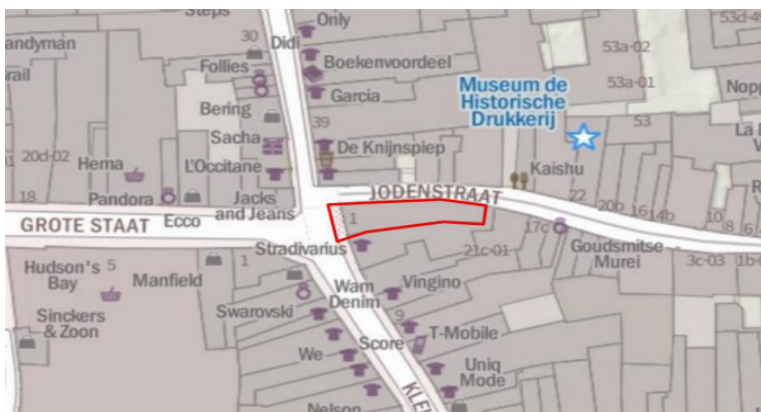 Steps
Only
30
Didi
andyman
Grail
Follies
Boekenvoordeel
Garcia
Bering
39
Sacha
De Knijnspiep
20d-02
Hema
L'Occitane
18
Pandora
Ecco
Jacks
and Jeans
GROTE STAAT
JODENSTRAAT
1
Museum de
Historische
Drukkerij
53a-02
53a-01
53
Kaishu
22
20b
16
14b
10
8
6
17c
Goudsmitse
Murei
21c-01
3c-03
Stradivarius
Hudson's
Bay
5
Manfield
1
Sinckers
& Zoon
Swarovski
Wam
Denim
Vingino
9
T-Mobile
Score
We
Uniq
Mode
Nelson
KLEI